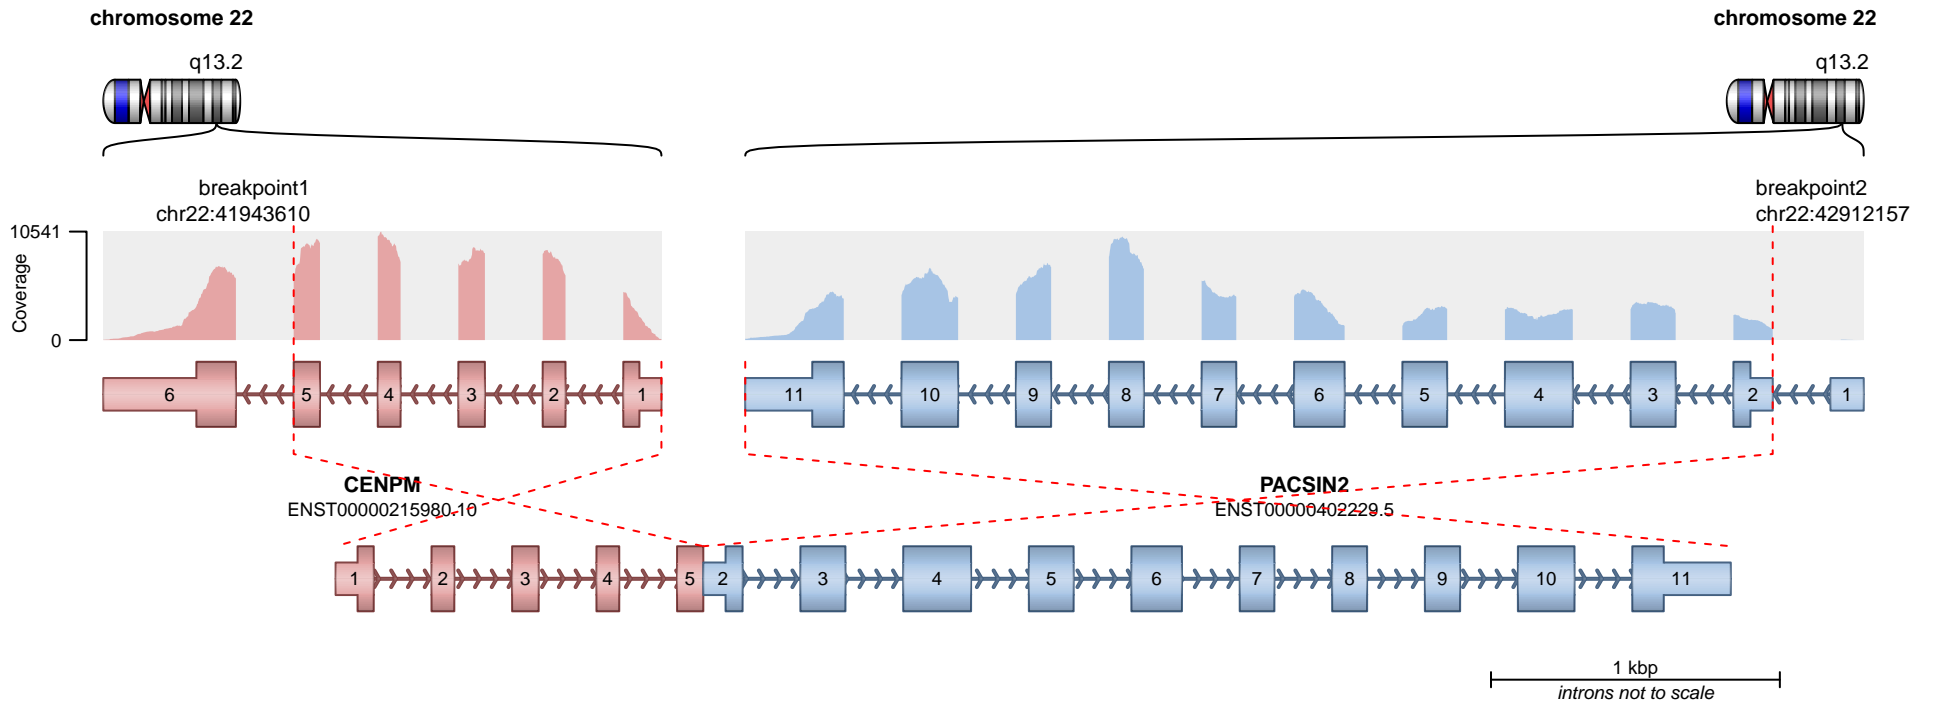 chromosome 22
chromosome 22
q13.2
q13.2
breakpoint1
chr22:41943610
breakpoint2
chr22:42912157
10541
Coverage
0
6 5 4 3 2 1 11 10 9 8 7 6 5 4 3 2 1
CENPM
ENST00000215980.10
PACSIN2
ENST00000402229.5
1 2 3 4 5 2 3 4 5 6 7 8 9 10 11
1 kbp
introns not to scale